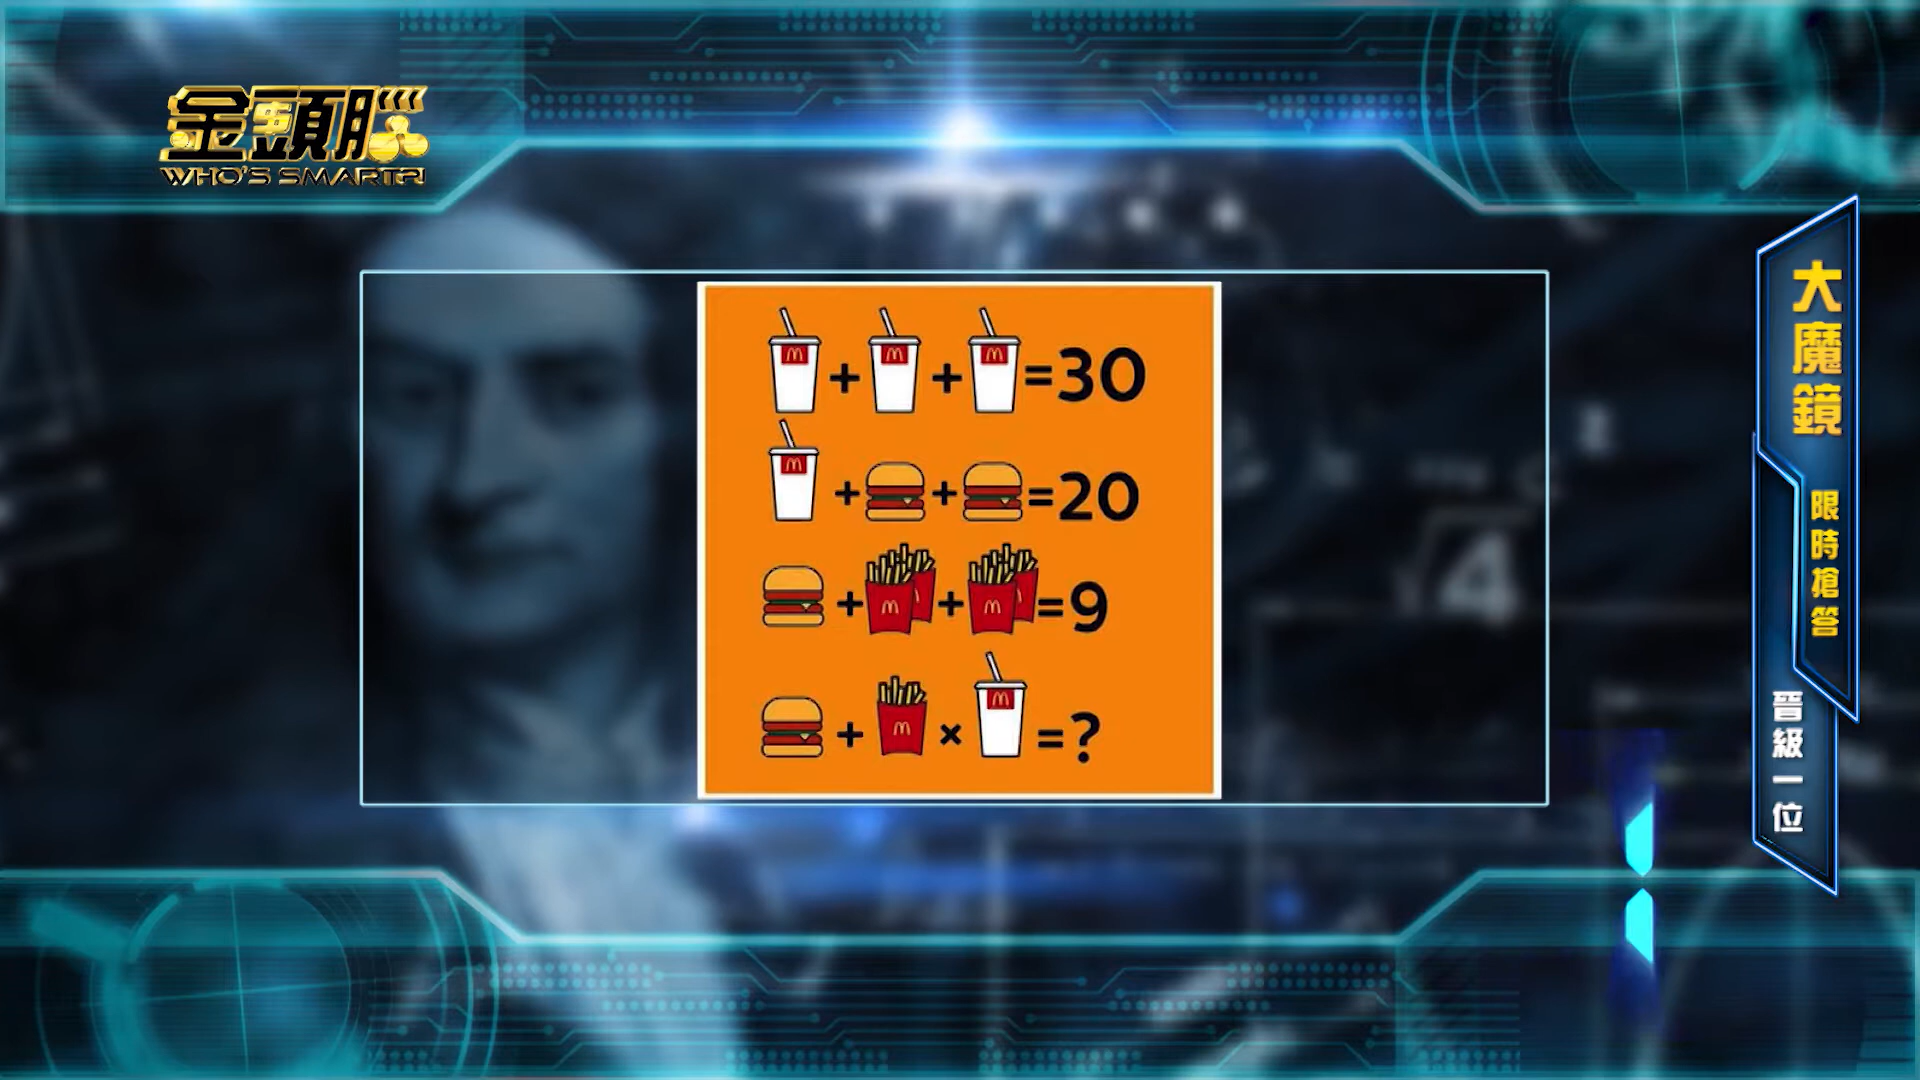 金頭腦
WHO'S SMART?!
+ + =30
+ + =20
+ + =9
+ × =?
大魔鏡
限時搶答
晉級一位
4